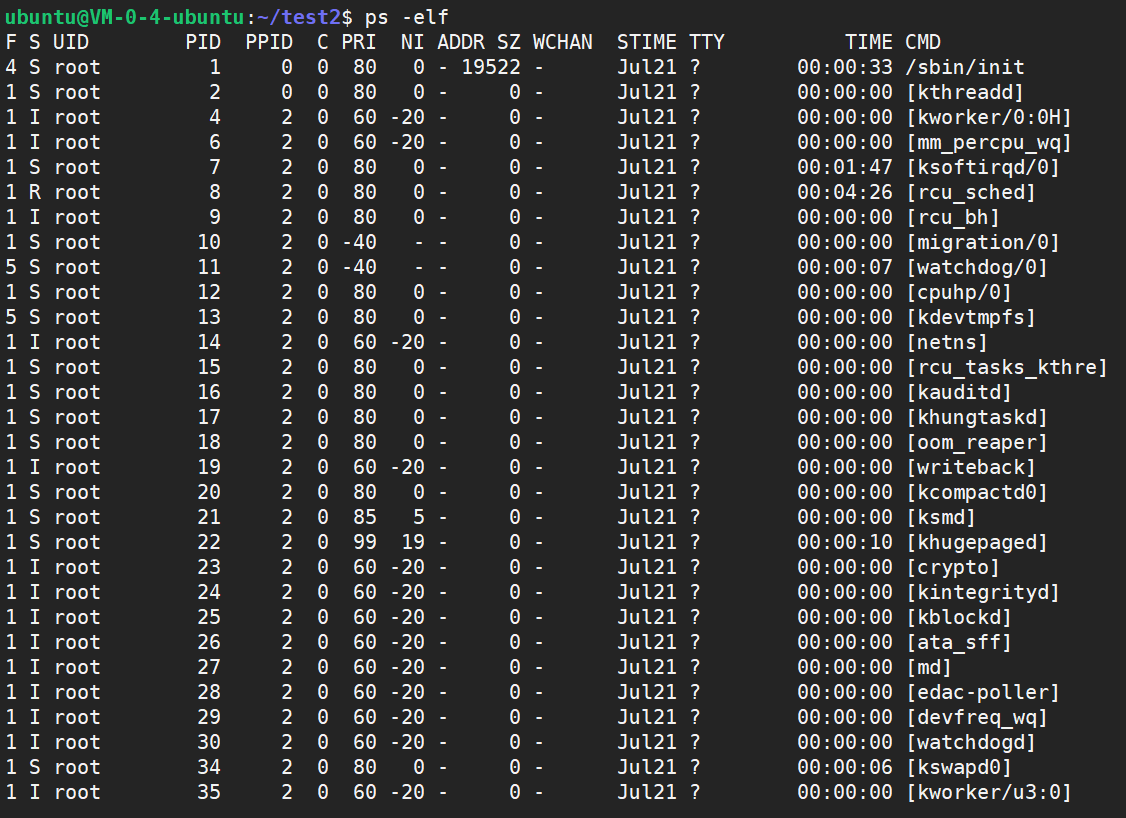 ubuntu@VM-0-4-ubuntu:~/test2$ ps -elf
F S UID        PID  PPID  C PRI  NI ADDR SZ WCHAN  STIME TTY          TIME CMD
4 S root         1     0  0  80   0 - 19522 -      Jul21 ?        00:00:33 /sbin/init
1 S root         2     0  0  80   0 -     0 -      Jul21 ?        00:00:00 [kthreadd]
1 I root         4     2  0  60 -20 -     0 -      Jul21 ?        00:00:00 [kworker/0:0H]
1 I root         6     2  0  60 -20 -     0 -      Jul21 ?        00:00:00 [mm_percpu_wq]
1 S root         7     2  0  80   0 -     0 -      Jul21 ?        00:01:47 [ksoftirqd/0]
1 R root         8     2  0  80   0 -     0 -      Jul21 ?        00:04:26 [rcu_sched]
1 I root         9     2  0  80   0 -     0 -      Jul21 ?        00:00:00 [rcu_bh]
1 S root        10     2  0 -40   - -     0 -      Jul21 ?        00:00:00 [migration/0]
5 S root        11     2  0 -40   - -     0 -      Jul21 ?        00:00:07 [watchdog/0]
1 S root        12     2  0  80   0 -     0 -      Jul21 ?        00:00:00 [cpuhp/0]
5 S root        13     2  0  80   0 -     0 -      Jul21 ?        00:00:00 [kdevtmpfs]
1 I root        14     2  0  60 -20 -     0 -      Jul21 ?        00:00:00 [netns]
1 S root        15     2  0  80   0 -     0 -      Jul21 ?        00:00:00 [rcu_tasks_kthre]
1 S root        16     2  0  80   0 -     0 -      Jul21 ?        00:00:00 [kauditd]
1 S root        17     2  0  80   0 -     0 -      Jul21 ?        00:00:00 [khungtaskd]
1 S root        18     2  0  80   0 -     0 -      Jul21 ?        00:00:00 [oom_reaper]
1 I root        19     2  0  60 -20 -     0 -      Jul21 ?        00:00:00 [writeback]
1 S root        20     2  0  80   0 -     0 -      Jul21 ?        00:00:00 [kcompactd0]
1 S root        21     2  0  85   5 -     0 -      Jul21 ?        00:00:00 [ksmd]
1 S root        22     2  0  99  19 -     0 -      Jul21 ?        00:00:10 [khugepaged]
1 I root        23     2  0  60 -20 -     0 -      Jul21 ?        00:00:00 [crypto]
1 I root        24     2  0  60 -20 -     0 -      Jul21 ?        00:00:00 [kintegrityd]
1 I root        25     2  0  60 -20 -     0 -      Jul21 ?        00:00:00 [kblockd]
1 I root        26     2  0  60 -20 -     0 -      Jul21 ?        00:00:00 [ata_sff]
1 I root        27     2  0  60 -20 -     0 -      Jul21 ?        00:00:00 [md]
1 I root        28     2  0  60 -20 -     0 -      Jul21 ?        00:00:00 [edac-poller]
1 I root        29     2  0  60 -20 -     0 -      Jul21 ?        00:00:00 [devfreq_wq]
1 I root        30     2  0  60 -20 -     0 -      Jul21 ?        00:00:00 [watchdogd]
1 S root        34     2  0  80   0 -     0 -      Jul21 ?        00:00:06 [kswapd0]
1 I root        35     2  0  60 -20 -     0 -      Jul21 ?        00:00:00 [kworker/u3:0]